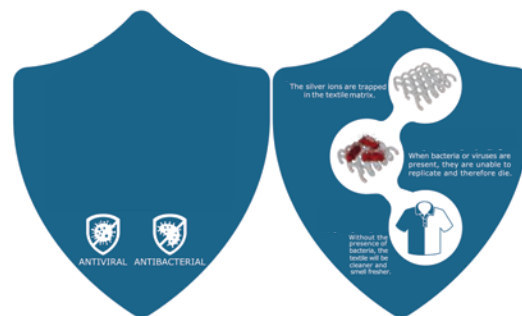 ANTIVIRAL ANTIBACTERIAL
The silver ions are trapped
in the textile matrix.
When bacteria or viruses are
present, they are unable to
replicate and therefore die.
Without the
presence of
bacteria, the
textile will be
cleaner and
smell fresher.